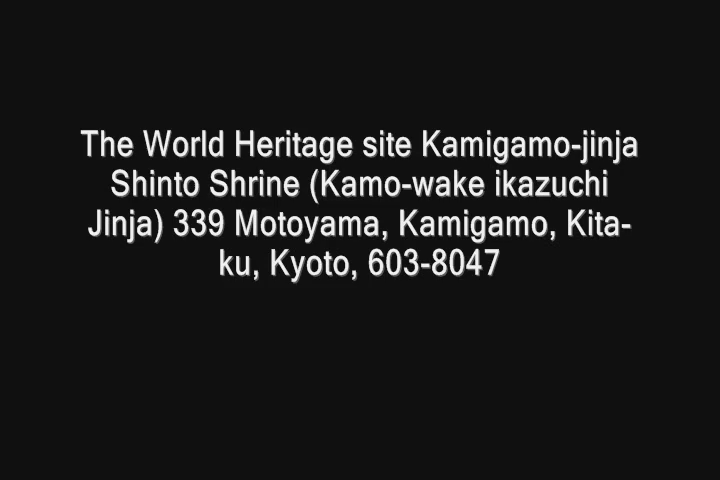 The World Heritage site Kamigamo-jinja
Shinto Shrine (Kamo-wake ikazuchi
Jinja) 339 Motoyama, Kamigamo, Kita-
ku, Kyoto, 603-8047